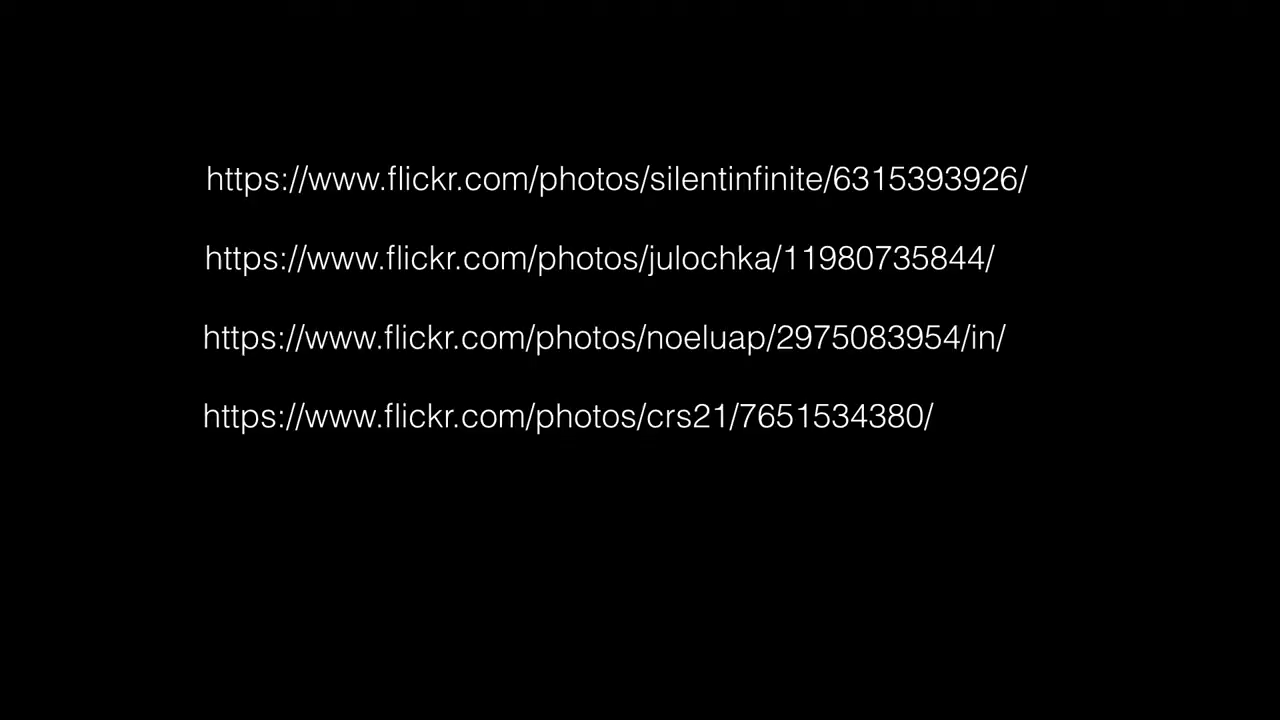 https://www.flickr.com/photos/silentinfinite/6315393926/
https://www.flickr.com/photos/julochka/11980735844/
https://www.flickr.com/photos/noeluap/2975083954/in/
https://www.flickr.com/photos/crs21/7651534380/